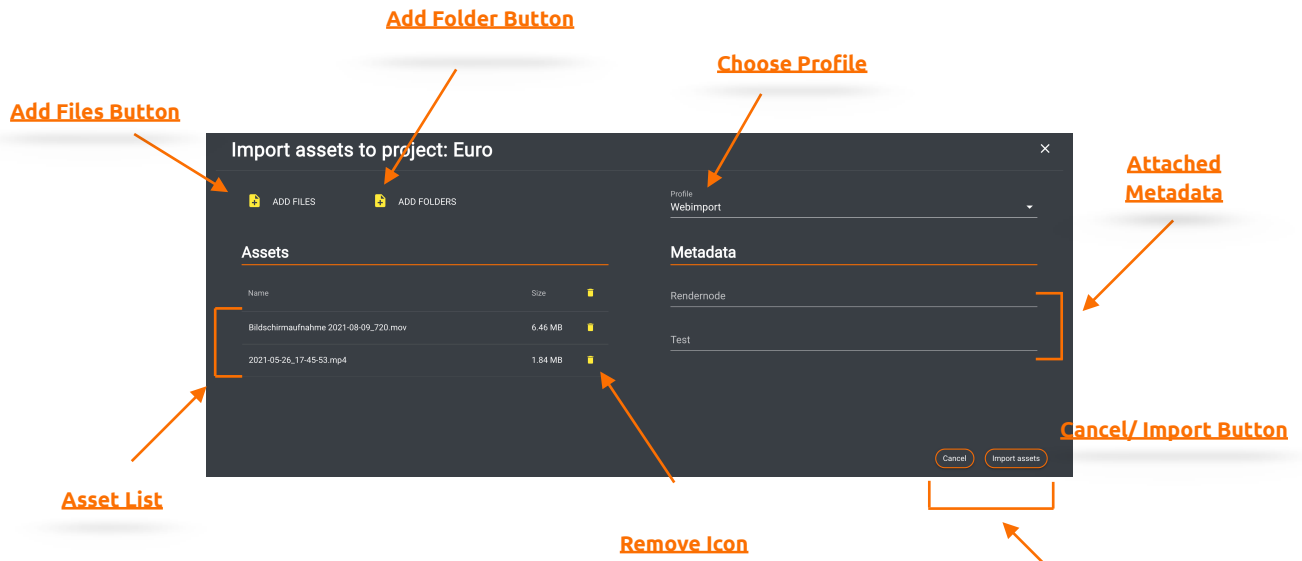 Add Folder Button
Choose Profile
Add Files Button
Import assets to project: Euro
Attached
Metadata
ADD FILES
ADD FOLDERS
Profile
Webimport
Assets
Metadata
Name
Size
Rendernode
Bildschirmaufnahme 2021-08-09_720.mov
6.46 MB
Test
2021-05-26_17-45-53.mp4
1.84 MB
Cancel/ Import Button
Cancel
Import assets
Asset List
Remove Icon